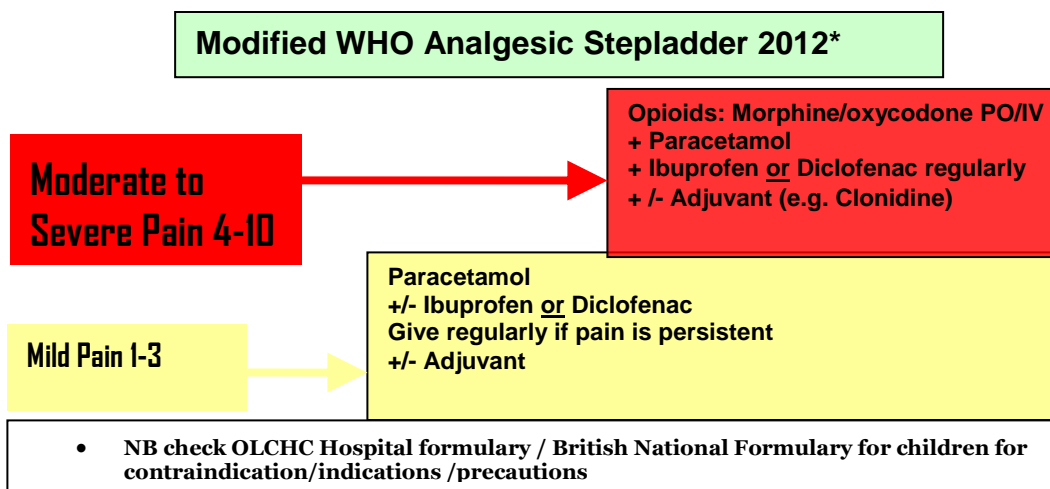 Modified WHO Analgesic Stepladder 2012*
Opioids: Morphine/oxycodone PO/IV
+ Paracetamol
+ Ibuprofen or Diclofenac regularly
+ /- Adjuvant (e.g. Clonidine)
Moderate to
Severe Pain 4-10
Paracetamol
+/- Ibuprofen or Diclofenac
Give regularly if pain is persistent
+/- Adjuvant
Mild Pain 1-3
• NB check OLCHC Hospital formulary / British National Formulary for children for
contraindication/indications /precautions